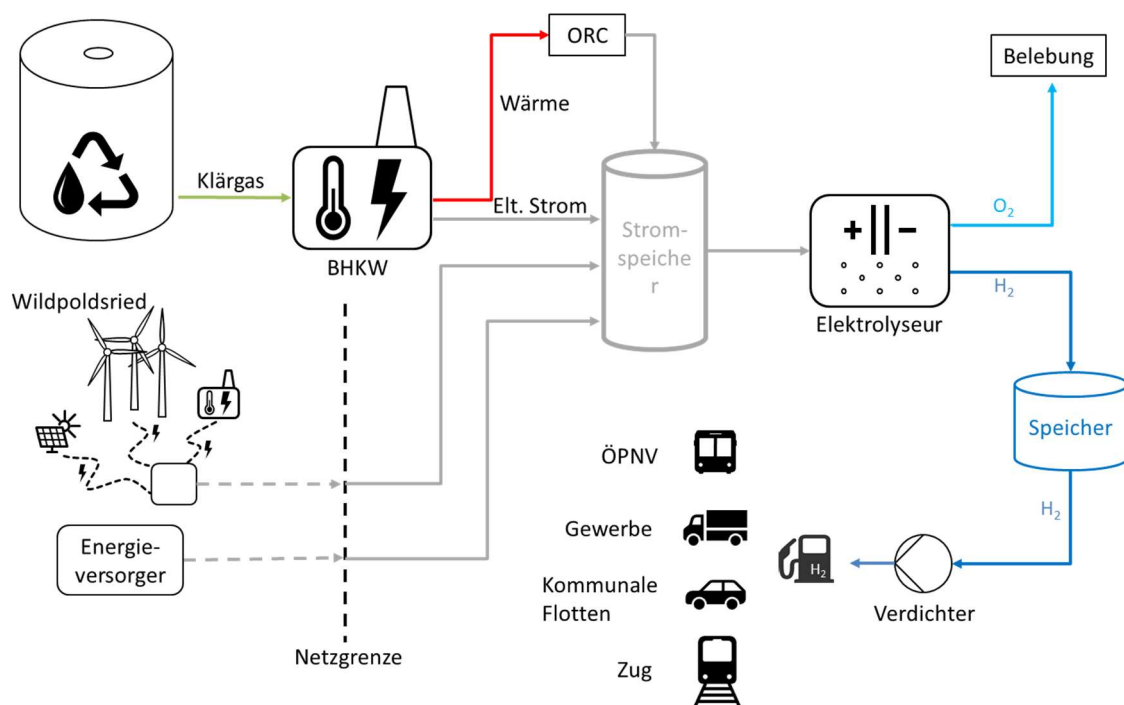 ORC
Belebung
Wärme
Klärgas
Elt. Strom
Strom-
speiche
r
O2
H2
BHKW
Elektrolyseur
Wildpoldsried
Speicher
ÖPNV
H2
Gewerbe
Energie-
versorger
H2
Kommunale
Flotten
Verdichter
Netzgrenze
Zug